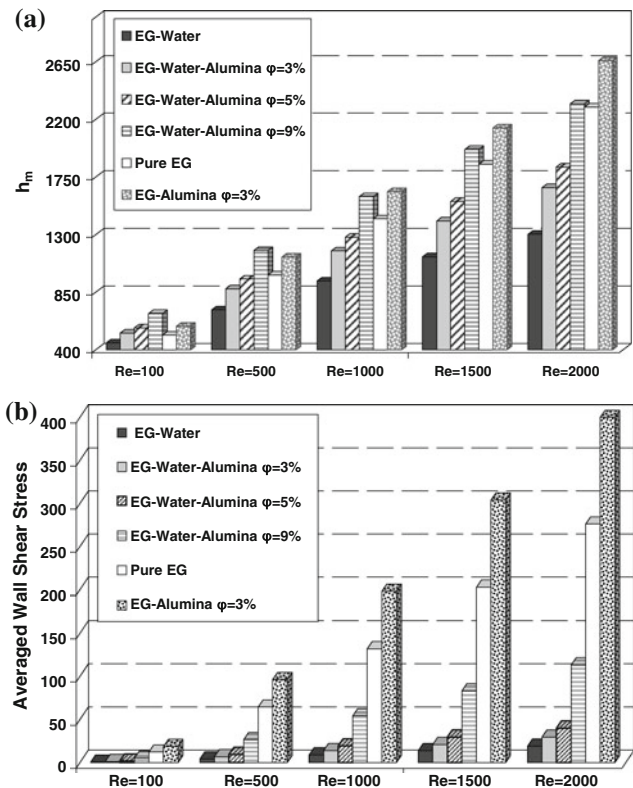 (a)
EG-Water
EG-Water-Alumina φ=3%
EG-Water-Alumina φ=5%
EG-Water-Alumina φ=9%
Pure EG
EG-Alumina φ=3%
h_m
2650
2200
1750
1300
850
400
Re=100 Re=500 Re=1000 Re=1500 Re=2000
(b)
EG-Water
EG-Water-Alumina φ=3%
EG-Water-Alumina φ=5%
EG-Water-Alumina φ=9%
Pure EG
EG-Alumina φ=3%
Averaged Wall Shear Stress
400
350
300
250
200
150
100
50
0
Re=100 Re=500 Re=1000 Re=1500 Re=2000